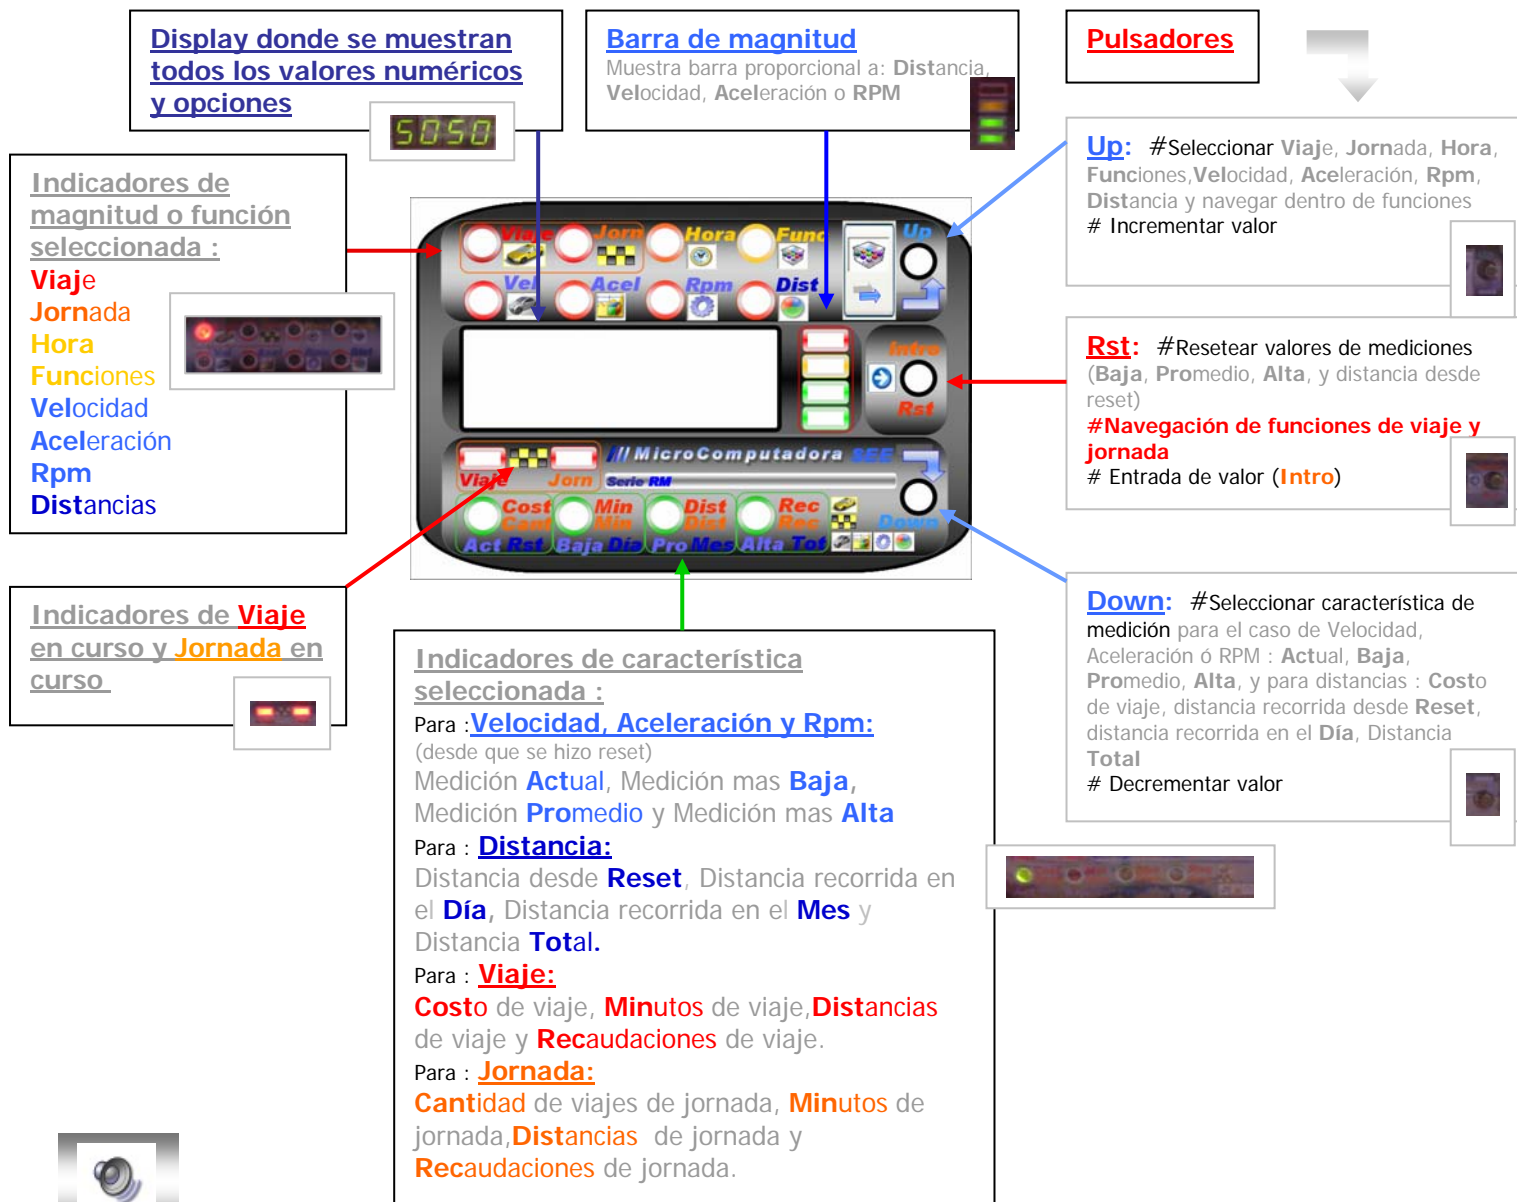 Display donde se muestran
todos los valores numéricos
y opciones
5050
Barra de magnitud
Muestra barra proporcional a: Distancia,
Velocidad, Aceleración o RPM
Pulsadores
Indicadores de
magnitud o función
seleccionada :
Viaje
Jornada
Hora
Funciones
Velocidad
Aceleración
Rpm
Distancias
Up: #Seleccionar Viaje, Jornada, Hora,
Funciones,Velocidad, Aceleración, Rpm,
Distancia y navegar dentro de funciones
# Incrementar valor
Rst: #Resetear valores de mediciones
(Baja, Promedio, Alta, y distancia desde
reset)
#Navegación de funciones de viaje y
jornada
# Entrada de valor (Intro)
Down: #Seleccionar característica de
medición para el caso de Velocidad,
Aceleración ó RPM : Actual, Baja,
Promedio, Alta, y para distancias : Costo
de viaje, distancia recorrida desde Reset,
distancia recorrida en el Día, Distancia
Total
# Decrementar valor
Viaje Jorn Hora Func Up
Vel Acel Rpm Dist
Intro
Rst
/// MicroComputadora SEE
Viaje Jorn Serie RM
Cost Min Dist Rec
Cant Min Dist Rec Down
Act Rst Baja Día Pro Mes Alta Tot
Indicadores de Viaje
en curso y Jornada en
curso
Indicadores de característica
seleccionada :
Para :Velocidad, Aceleración y Rpm:
(desde que se hizo reset)
Medición Actual, Medición mas Baja,
Medición Promedio y Medición mas Alta
Para : Distancia:
Distancia desde Reset, Distancia recorrida en
el Día, Distancia recorrida en el Mes y
Distancia Total.
Para : Viaje:
Costo de viaje, Minutos de viaje,Distancias
de viaje y Recaudaciones de viaje.
Para : Jornada:
Cantidad de viajes de jornada, Minutos de
jornada,Distancias de jornada y
Recaudaciones de jornada.